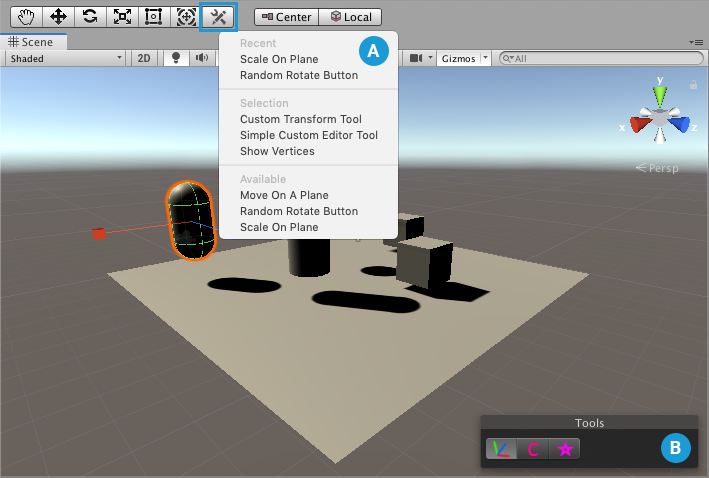 Center
Local
Scene
Shaded
2D
Gizmos
All
Recent
A
Scale On Plane
Random Rotate Button
Selection
Custom Transform Tool
Simple Custom Editor Tool
Show Vertices
Available
Move On A Plane
Random Rotate Button
Scale On Plane
y
x
z
Persp
Tools
C
B